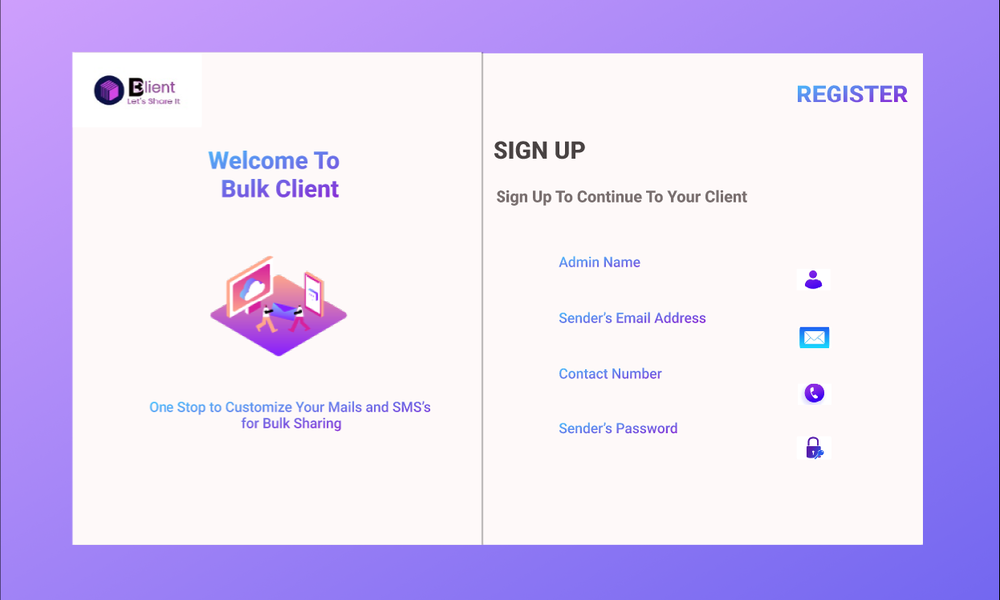 Blient
Let's Share It
Welcome To
Bulk Client
One Stop to Customize Your Mails and SMS's
for Bulk Sharing
REGISTER
SIGN UP
Sign Up To Continue To Your Client
Admin Name
Sender's Email Address
Contact Number
Sender's Password